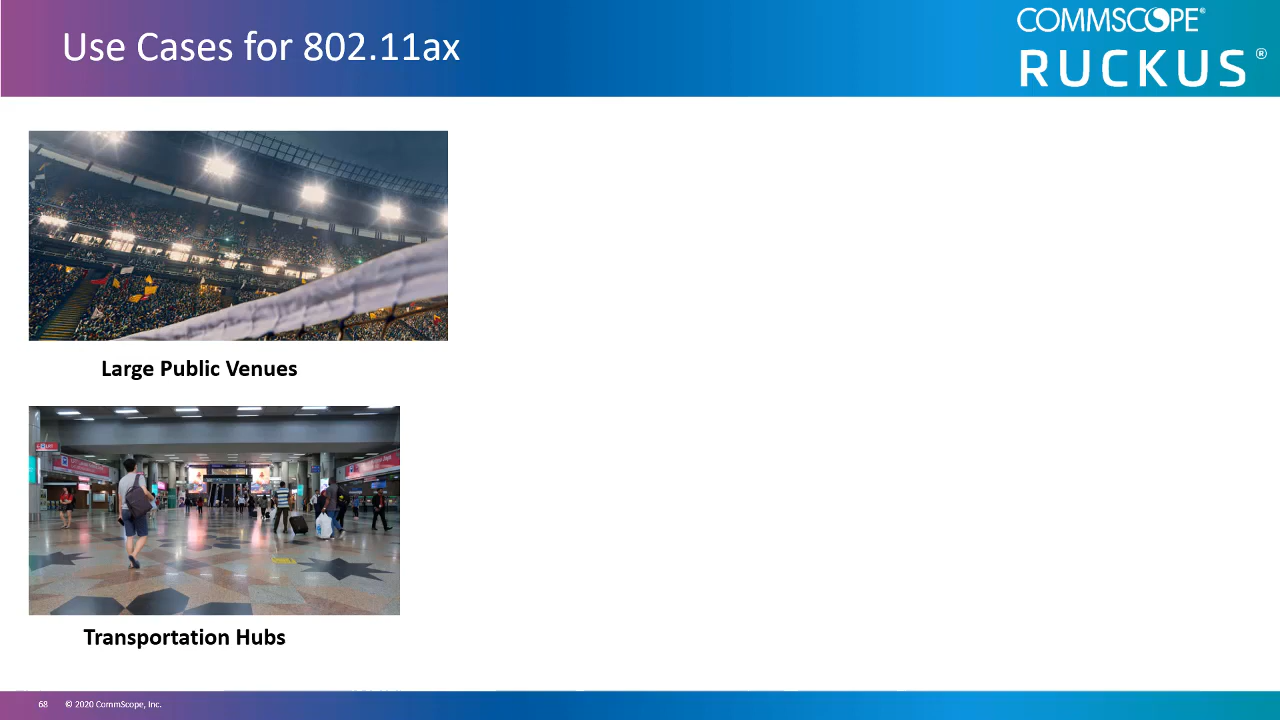 Use Cases for 802.11ax
COMMSCOPE®
RUCKUS®
Large Public Venues
Transportation Hubs
68 © 2020 CommScope, Inc.